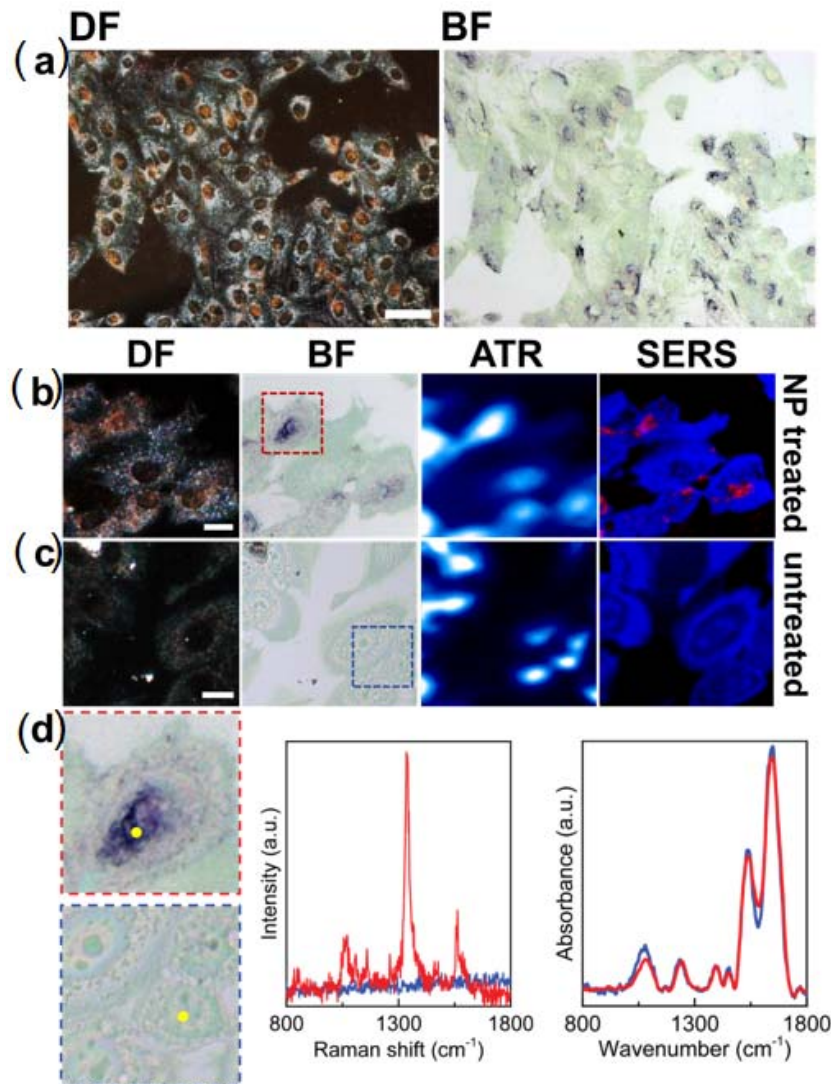 DF BF
(a)
DF BF ATR SERS
(b) NP treated
(c) untreated
(d)
Intensity (a.u.)
800 1300 1800
Raman shift (cm⁻¹)
Absorbance (a.u.)
800 1300 1800
Wavenumber (cm⁻¹)